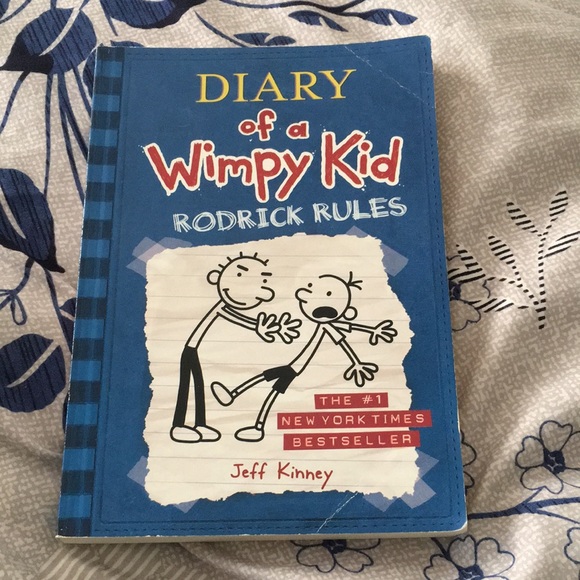 DIARY
of a
Wimpy Kid
RODRICK RULES
THE #1
NEW YORK TIMES
BESTSELLER
Jeff Kinney